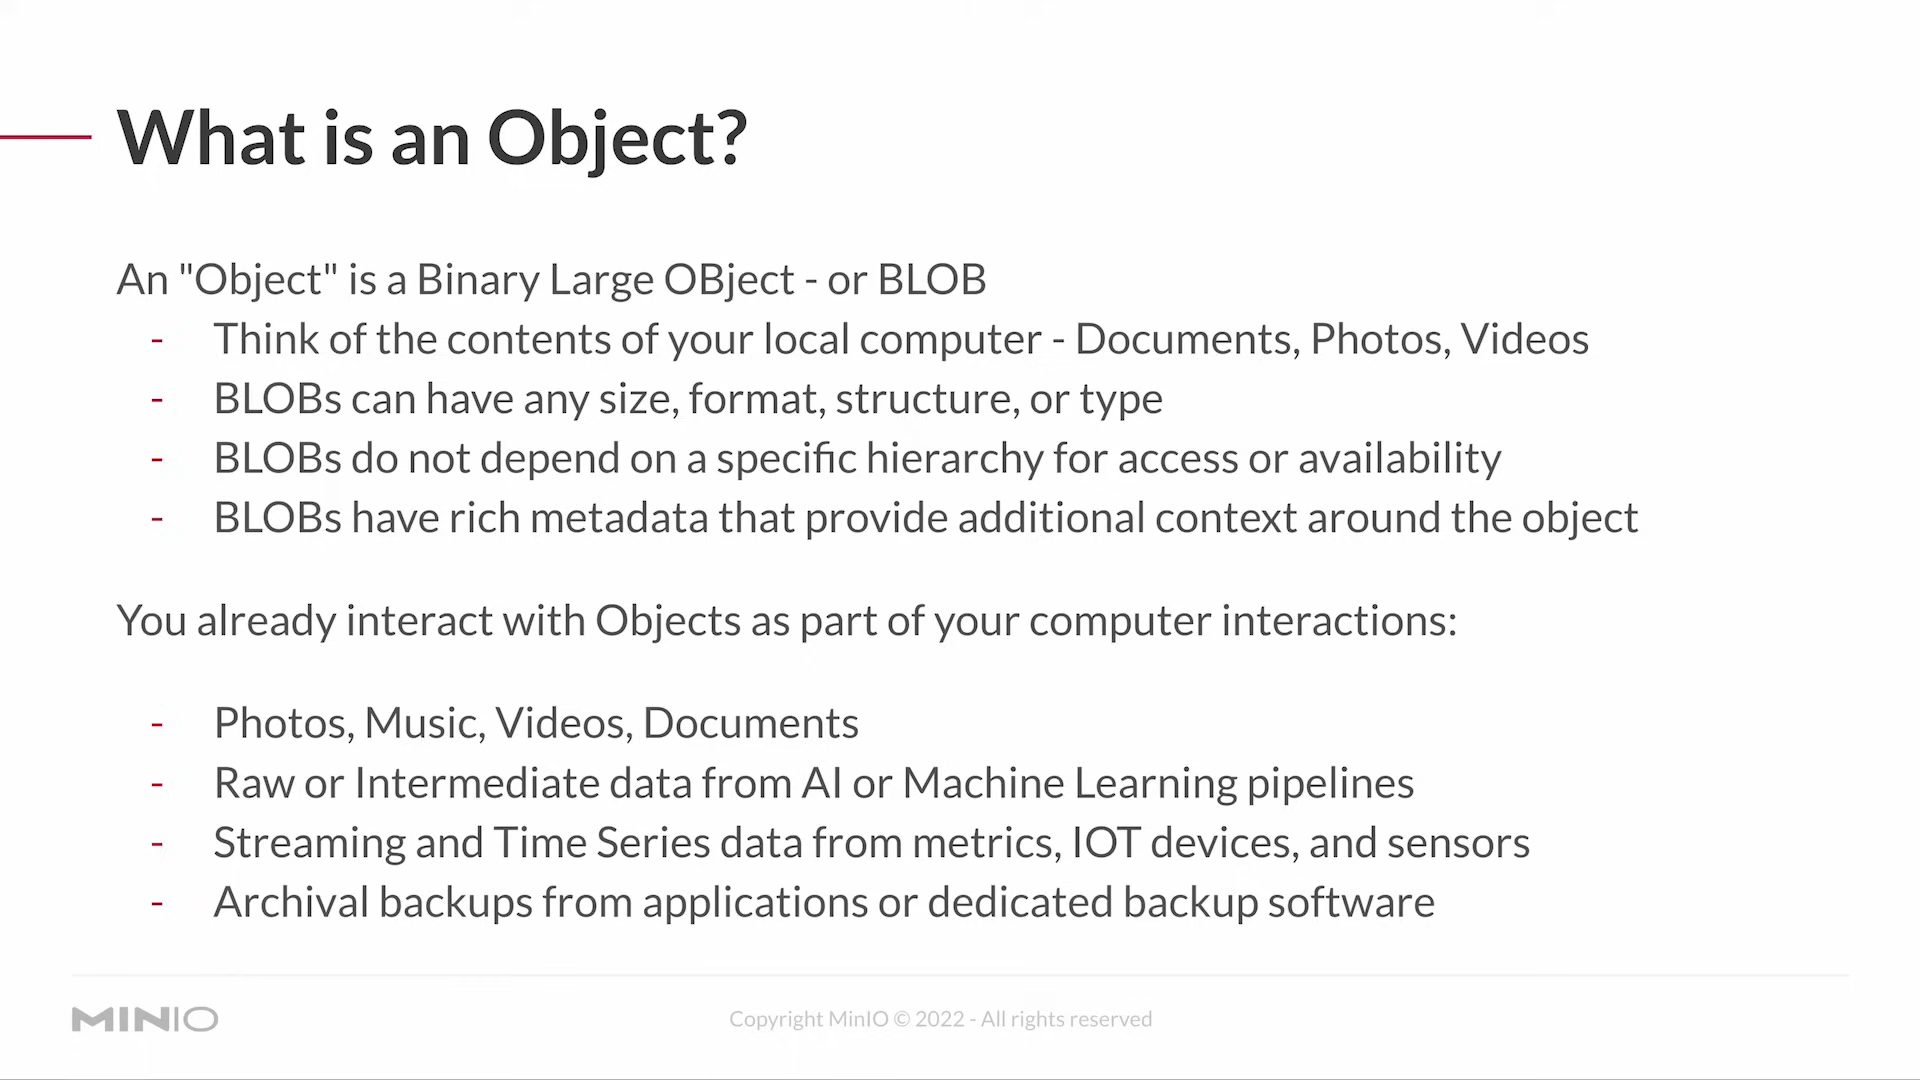 What is an Object?
An "Object" is a Binary Large OBject - or BLOB
- Think of the contents of your local computer - Documents, Photos, Videos
- BLOBs can have any size, format, structure, or type
- BLOBs do not depend on a specific hierarchy for access or availability
- BLOBs have rich metadata that provide additional context around the object
You already interact with Objects as part of your computer interactions:
- Photos, Music, Videos, Documents
- Raw or Intermediate data from AI or Machine Learning pipelines
- Streaming and Time Series data from metrics, IOT devices, and sensors
- Archival backups from applications or dedicated backup software
MINIO
Copyright MinIO © 2022 - All rights reserved